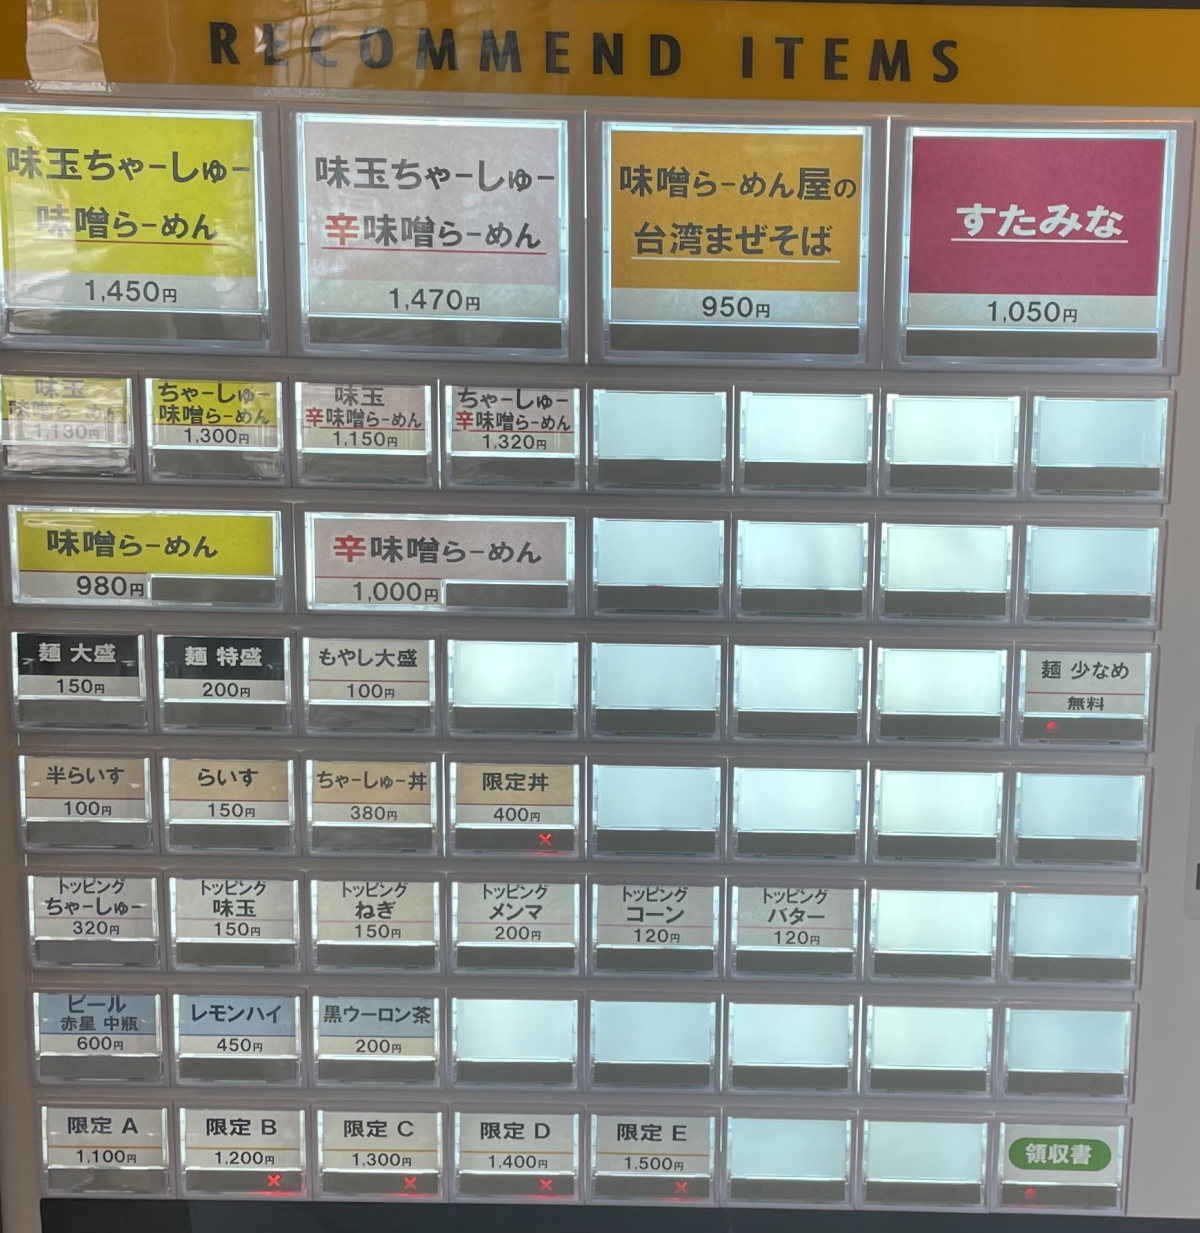 RECOMMEND ITEMS
味玉ちゃーしゅー
味噌らーめん
1,450円
味玉ちゃーしゅー
辛味噌らーめん
1,470円
味噌らーめん屋の
台湾まぜそば
950円
すたみな
1,050円
味玉
味噌らーめん
1,130円
ちゃーしゅー
味噌らーめん
1,300円
味玉
辛味噌らーめん
1,150円
ちゃーしゅー
辛味噌らーめん
1,320円
味噌らーめん
980円
辛味噌らーめん
1,000円
麺 大盛
150円
麺 特盛
200円
もやし大盛
100円
麺 少なめ
無料
半らいす
100円
らいす
150円
ちゃーしゅー丼
380円
限定丼
400円
×
トッピング
ちゃーしゅー
320円
トッピング
味玉
150円
トッピング
ねぎ
150円
トッピング
メンマ
200円
トッピング
コーン
120円
トッピング
バター
120円
ビール
赤星 中瓶
600円
レモンハイ
450円
黒ウーロン茶
200円
限定 A
1,100円
限定 B
1,200円
×
限定 C
1,300円
×
限定 D
1,400円
×
限定 E
1,500円
×
領収書